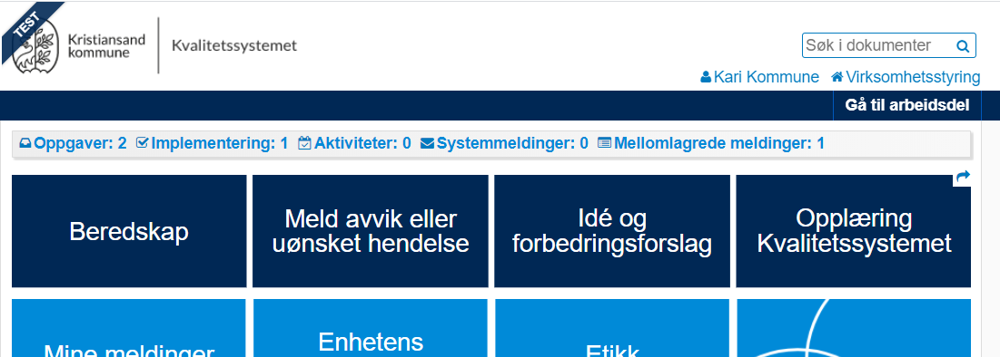 TEST
Kristiansand
kommune
Kvalitetssystemet
Søk i dokumenter
Kari Kommune Virksomhetsstyring
Gå til arbeidsdel
Oppgaver: 2 Implementering: 1 Aktiviteter: 0 Systemmeldinger: 0 Mellomlagrede meldinger: 1
Beredskap
Meld avvik eller
uønsket hendelse
Idé og
forbedringsforslag
Opplæring
Kvalitetssystemet
Mine meldinger
Enhetens
Etikk